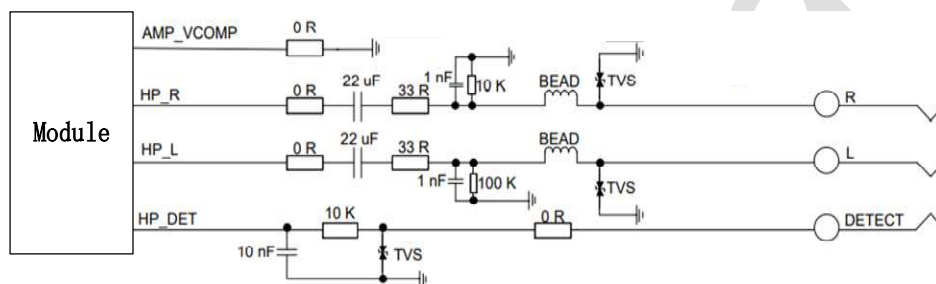 AMP_VCOMP
0 R
HP_R
0 R
22 uF
33 R
1 nF
10 K
BEAD
TVS
R
Module
HP_L
0 R
22 uF
33 R
1 nF
100 K
BEAD
TVS
L
HP_DET
10 nF
10 K
TVS
0 R
DETECT